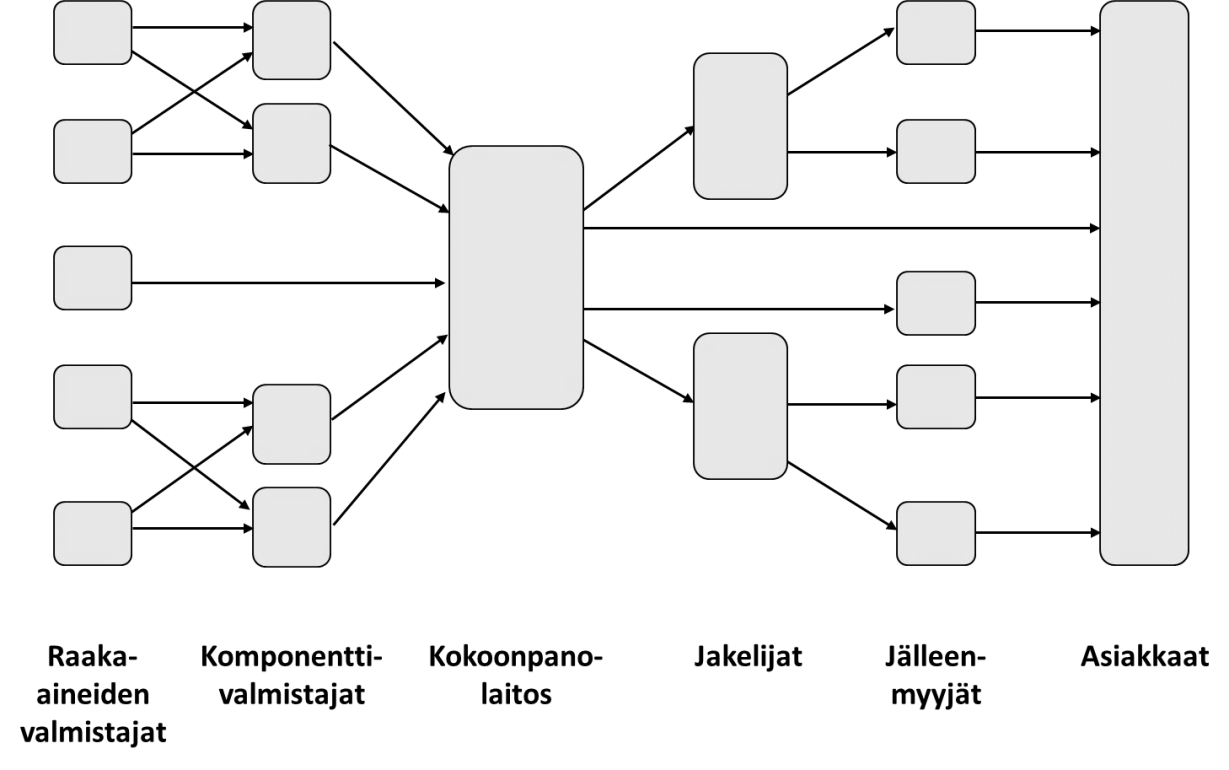 Raaka-
aineiden
valmistajat
Komponentti-
valmistajat
Kokoonpano-
laitos
Jakelijat
Jälleen-
myyjät
Asiakkaat